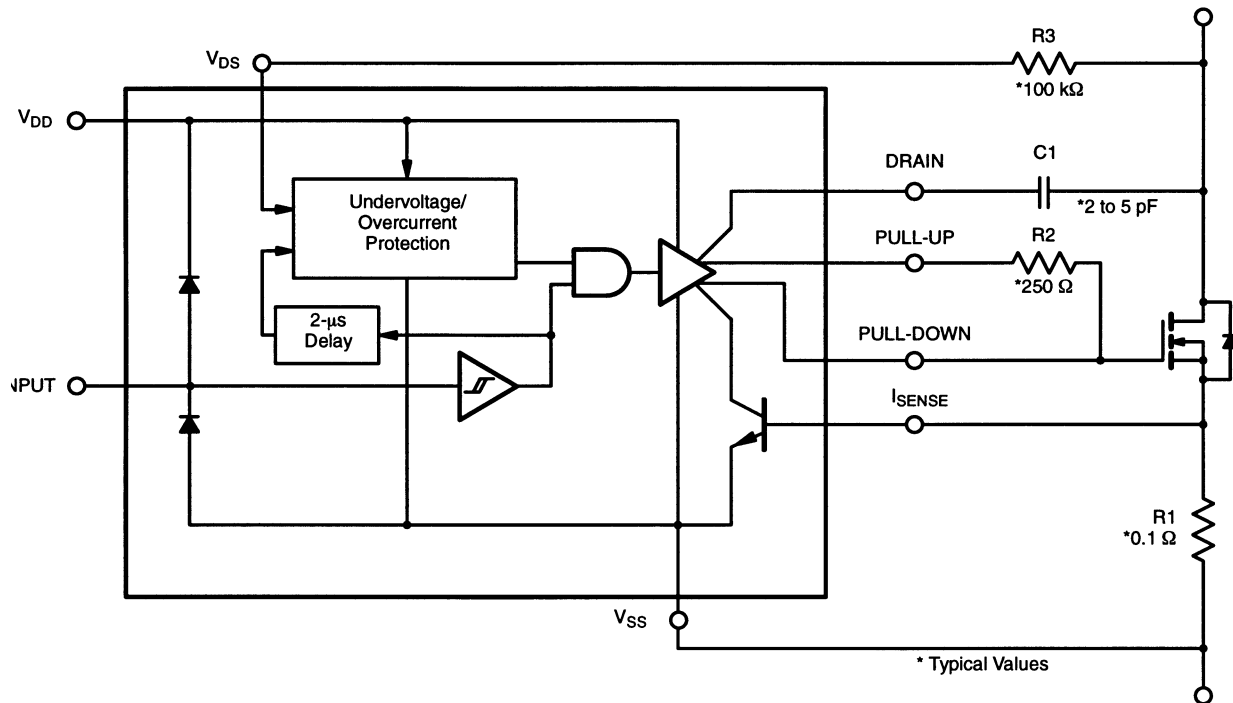 R3
*100 kΩ
VDS
VDD
DRAIN
C1
*2 to 5 pF
Undervoltage/
Overcurrent
Protection
PULL-UP
R2
*250 Ω
2-μs
Delay
PULL-DOWN
NPUT
ISENSE
R1
*0.1 Ω
VSS
* Typical Values